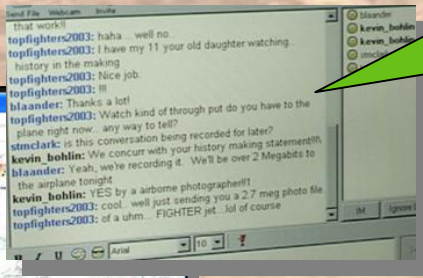 Send File Webcam Invite
that work!!
topfighters2003: haha... well no..
topfighters2003: I have my 11 your old daughter watching
history in the making
topfighters2003: Nice job.
topfighters2003: !!!
blaander: Thanks a lot!
topfighters2003: Watch kind of through put do you have to the
plane right now... any way to tell?
stmclark: is this conversation being recorded for later?
kevin_bohlin: We concurr with your history making statement!!!\
blaander: Yeah, we're recording it. We'll be over 2 Megabits to
the airplane tonight
kevin_bohlin: YES by a airborne photographer!!1
topfighters2003: cool.. well just sending you a 2.7 meg photo file
topfighters2003: of a uhm... FIGHTER jet...lol of course
B I U Arial 10
blaander
kevin_bohlin
kevin_bohlin
stmclark
IM Ignore